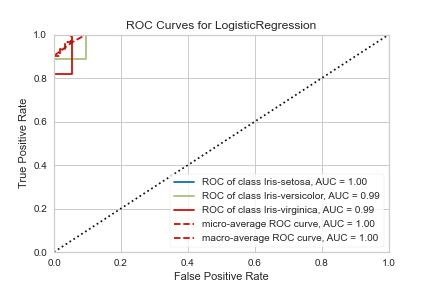 ROC Curves for LogisticRegression
True Positive Rate
1.0
0.8
0.6
0.4
0.2
0.0
ROC of class Iris-setosa, AUC = 1.00
ROC of class Iris-versicolor, AUC = 0.99
ROC of class Iris-virginica, AUC = 0.99
micro-average ROC curve, AUC = 1.00
macro-average ROC curve, AUC = 1.00
0.0 0.2 0.4 0.6 0.8 1.0
False Positive Rate